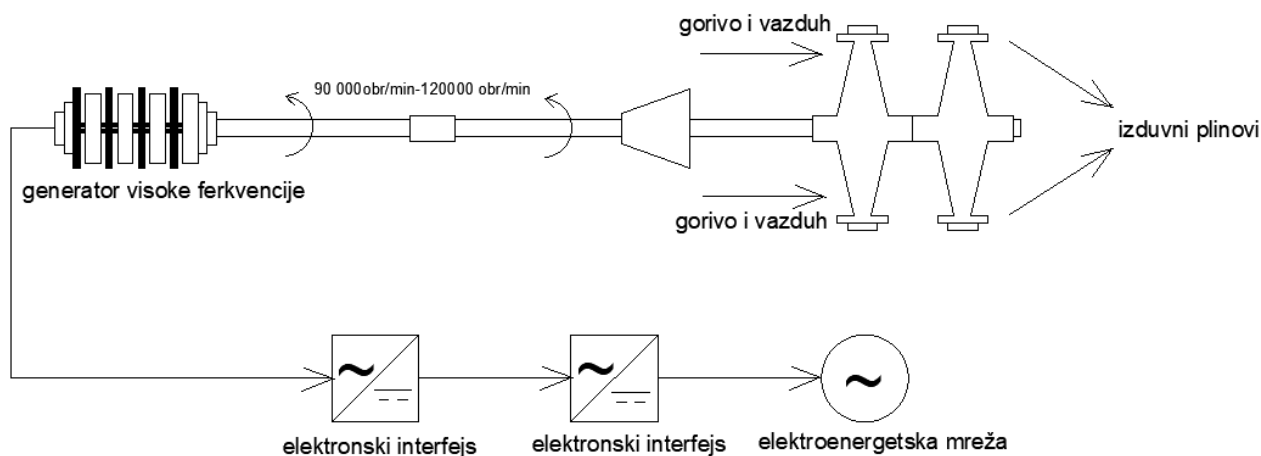 gorivo i vazduh
90 000obr/min-120000 obr/min
izduvni plinovi
generator visoke ferkvencije
gorivo i vazduh
elektronski interfejs
elektronski interfejs
elektroenergetska mreža